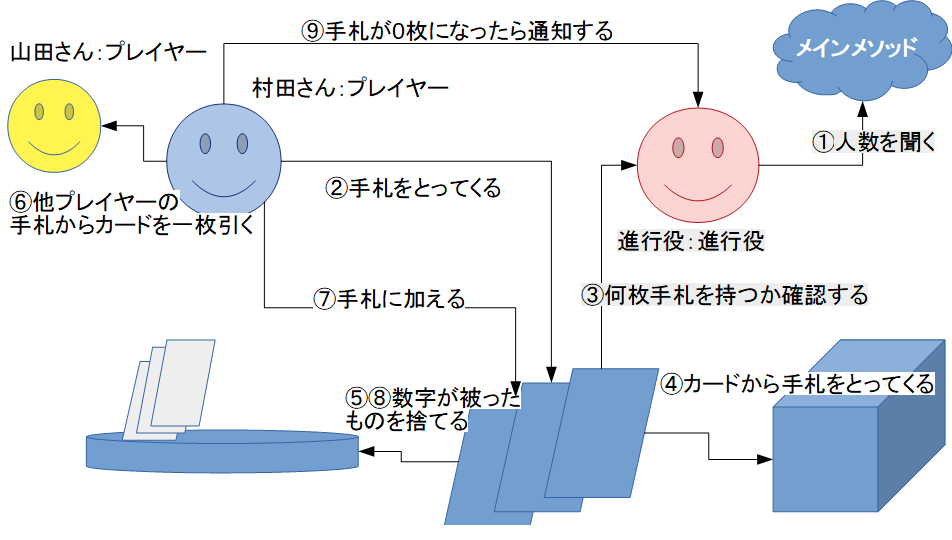 ⑨手札が0枚になったら通知する
メインメソッド
山田さん：プレイヤー
村田さん：プレイヤー
①人数を聞く
②手札をとってくる
⑥他プレイヤーの
手札からカードを一枚引く
進行役：進行役
⑦手札に加える
③何枚手札を持つか確認する
④カードから手札をとってくる
⑤⑧数字が被った
ものを捨てる